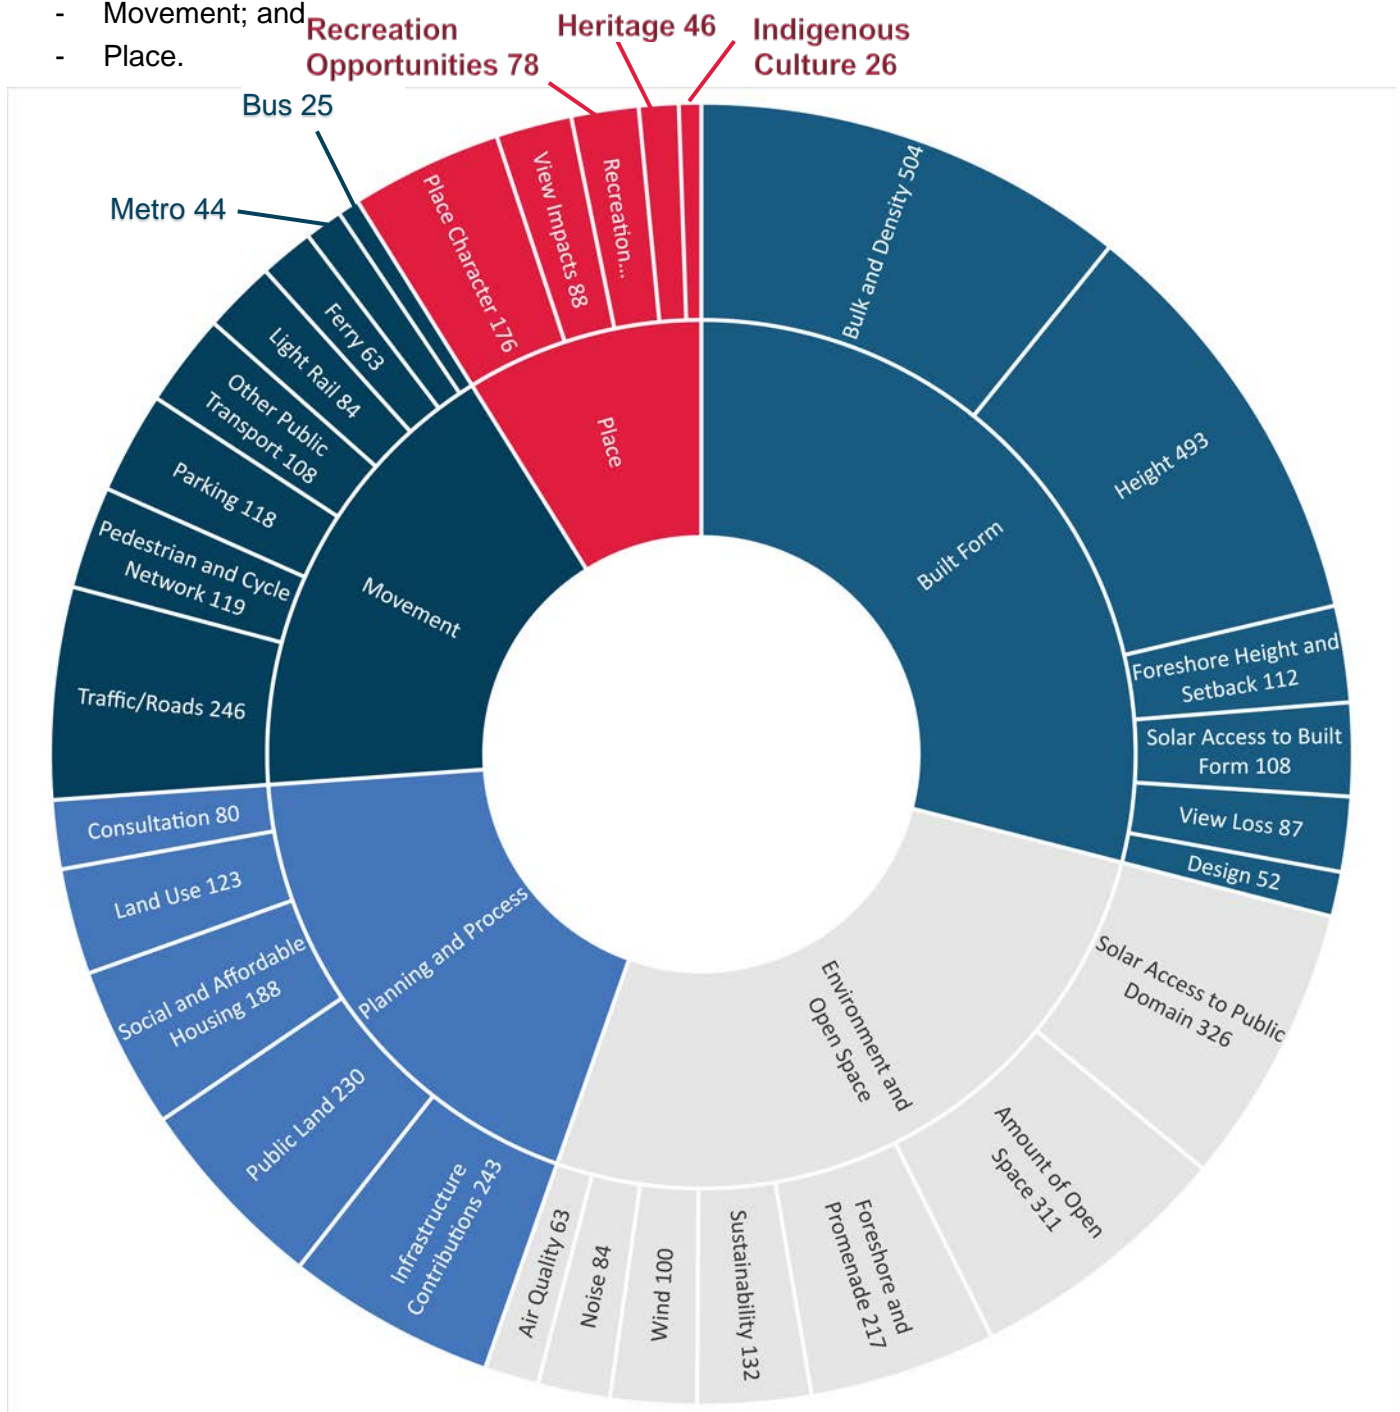 - Movement; and
- Place.
Recreation
Opportunities 78
Heritage 46
Indigenous
Culture 26
Bus 25
Metro 44
Place Character 176
View Impacts 88
Recreation...
Bulk and Density 504
Height 493
Foreshore Height and
Setback 112
Solar Access to Built
Form 108
View Loss 87
Design 52
Built Form
Solar Access to Public
Domain 326
Amount of Open
Space 311
Foreshore and
Promenade 217
Sustainability 132
Wind 100
Noise 84
Air Quality 63
Environment and
Open Space
Infrastructure
Contributions 243
Public Land 230
Social and Affordable
Housing 188
Land Use 123
Consultation 80
Planning and Process
Traffic/Roads 246
Pedestrian and Cycle
Network 119
Parking 118
Other Public
Transport 108
Light Rail 84
Ferry 63
Movement
Place